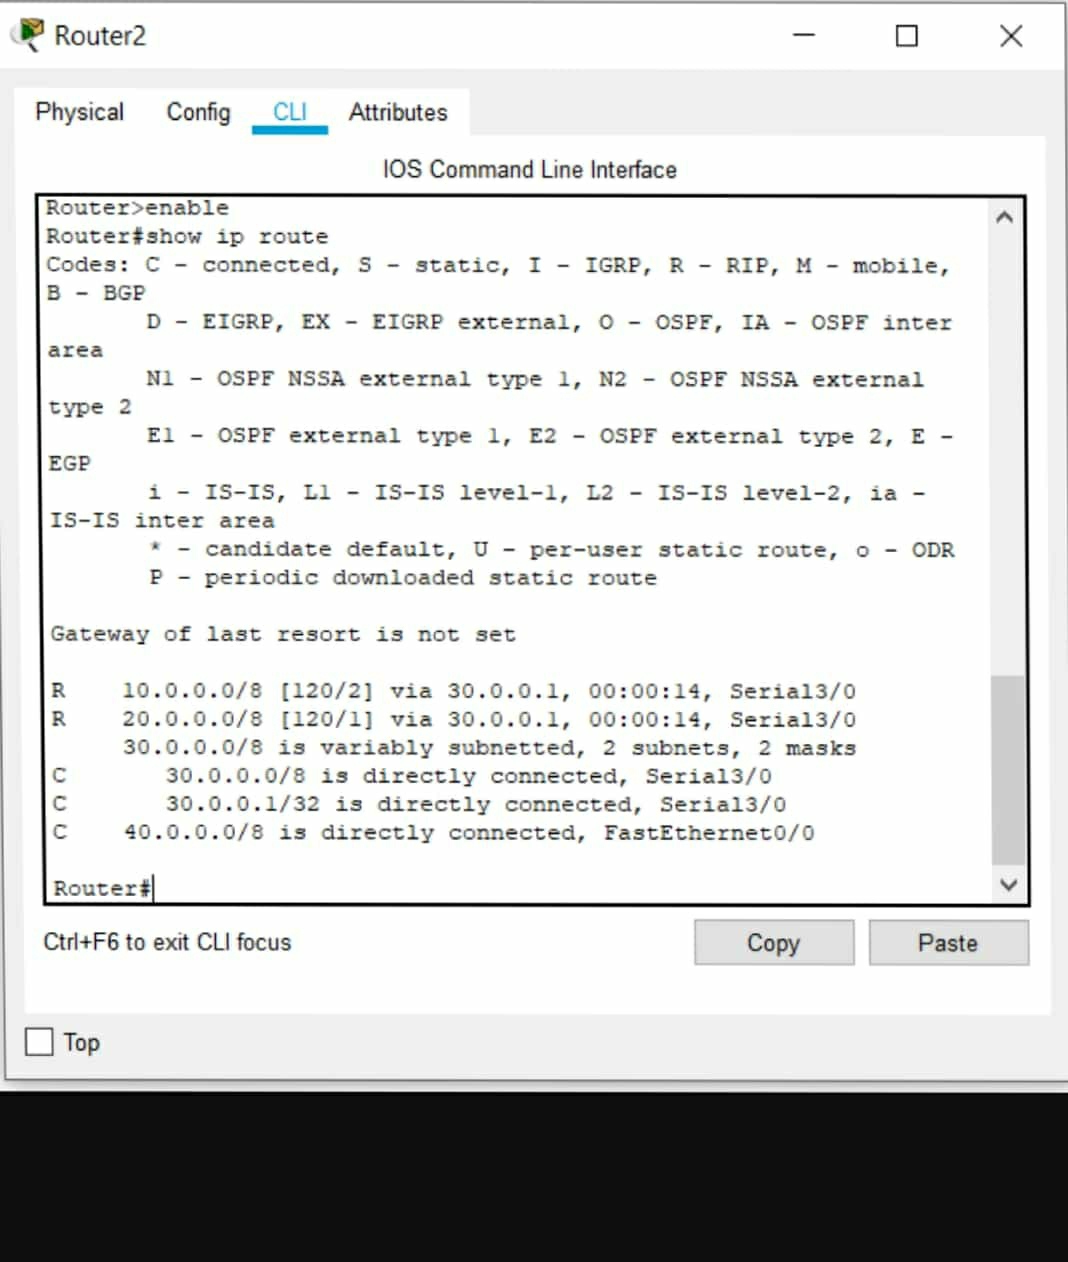 Router2
Physical Config CLI Attributes
IOS Command Line Interface
Router>enable
Router#show ip route
Codes: C - connected, S - static, I - IGRP, R - RIP, M - mobile,
B - BGP
D - EIGRP, EX - EIGRP external, O - OSPF, IA - OSPF inter
area
N1 - OSPF NSSA external type 1, N2 - OSPF NSSA external
type 2
E1 - OSPF external type 1, E2 - OSPF external type 2, E -
EGP
i - IS-IS, L1 - IS-IS level-1, L2 - IS-IS level-2, ia -
IS-IS inter area
* - candidate default, U - per-user static route, o - ODR
P - periodic downloaded static route
Gateway of last resort is not set
R 10.0.0.0/8 [120/2] via 30.0.0.1, 00:00:14, Serial3/0
R 20.0.0.0/8 [120/1] via 30.0.0.1, 00:00:14, Serial3/0
30.0.0.0/8 is variably subnetted, 2 subnets, 2 masks
C 30.0.0.0/8 is directly connected, Serial3/0
C 30.0.0.1/32 is directly connected, Serial3/0
C 40.0.0.0/8 is directly connected, FastEthernet0/0
Router#
Ctrl+F6 to exit CLI focus
Copy Paste
Top